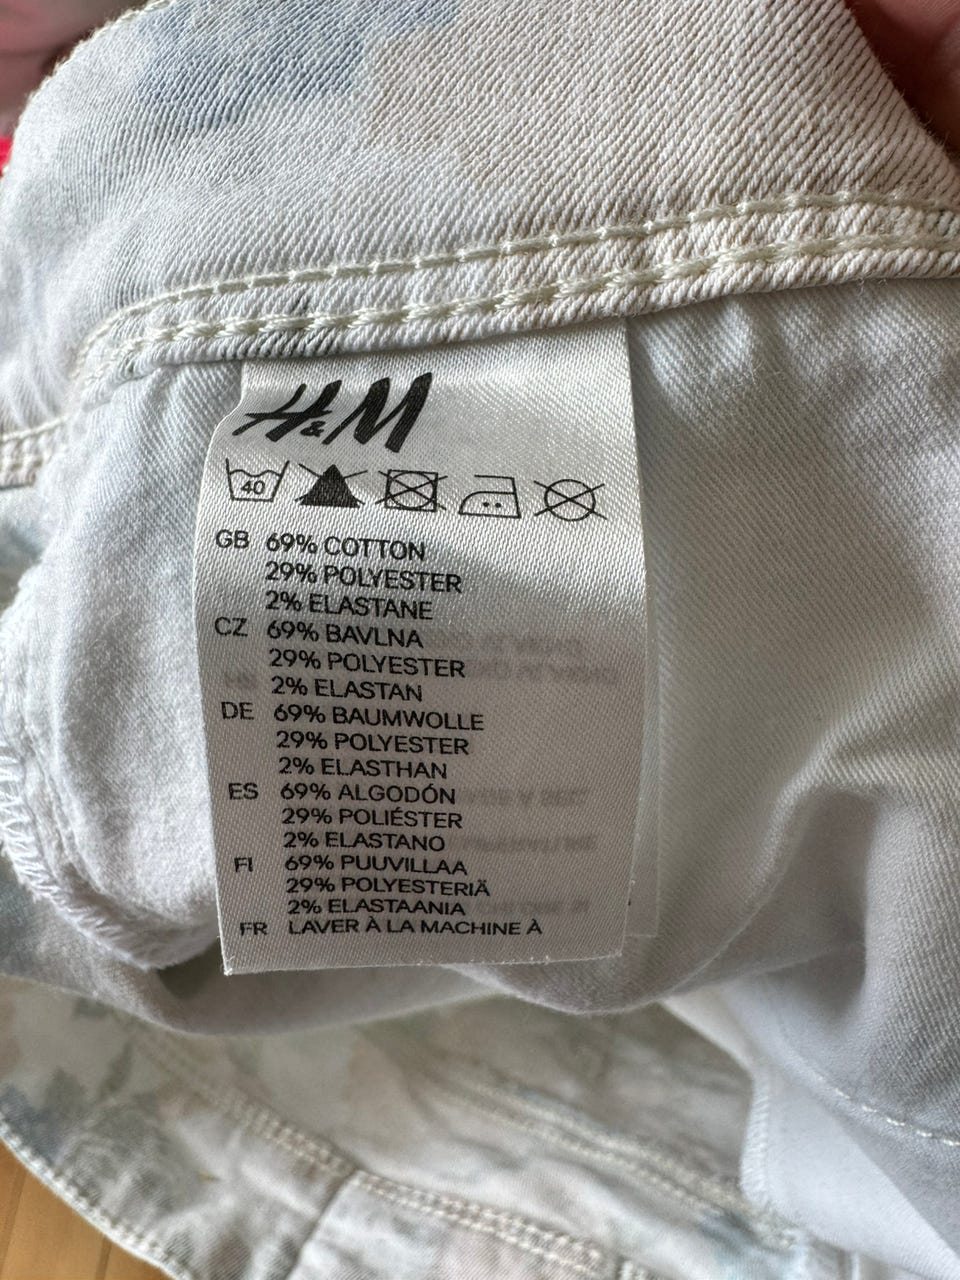 H&M
40
GB 69% COTTON
29% POLYESTER
2% ELASTANE
CZ 69% BAVLNA
29% POLYESTER
2% ELASTAN
DE 69% BAUMWOLLE
29% POLYESTER
2% ELASTHAN
ES 69% ALGODÓN
29% POLIÉSTER
2% ELASTANO
FI 69% PUUVILLAA
29% POLYESTERIÄ
2% ELASTAANIA
FR LAVER À LA MACHINE À